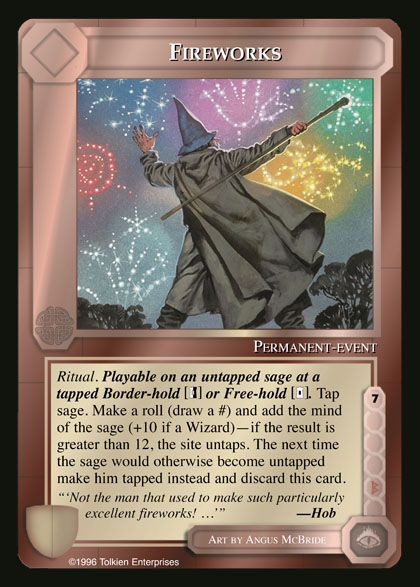 FIREWORKS
PERMANENT-EVENT
Ritual. Playable on an untapped sage at a
tapped Border-hold [] or Free-hold []. Tap
sage. Make a roll (draw a #) and add the mind
of the sage (+10 if a Wizard)—if the result is
greater than 12, the site untaps. The next time
the sage would otherwise become untapped
make him tapped instead and discard this card.
“‘Not the man that used to make such particularly
excellent fireworks! …’” —Hob
7
ART BY ANGUS MCBRIDE
©1996 Tolkien Enterprises